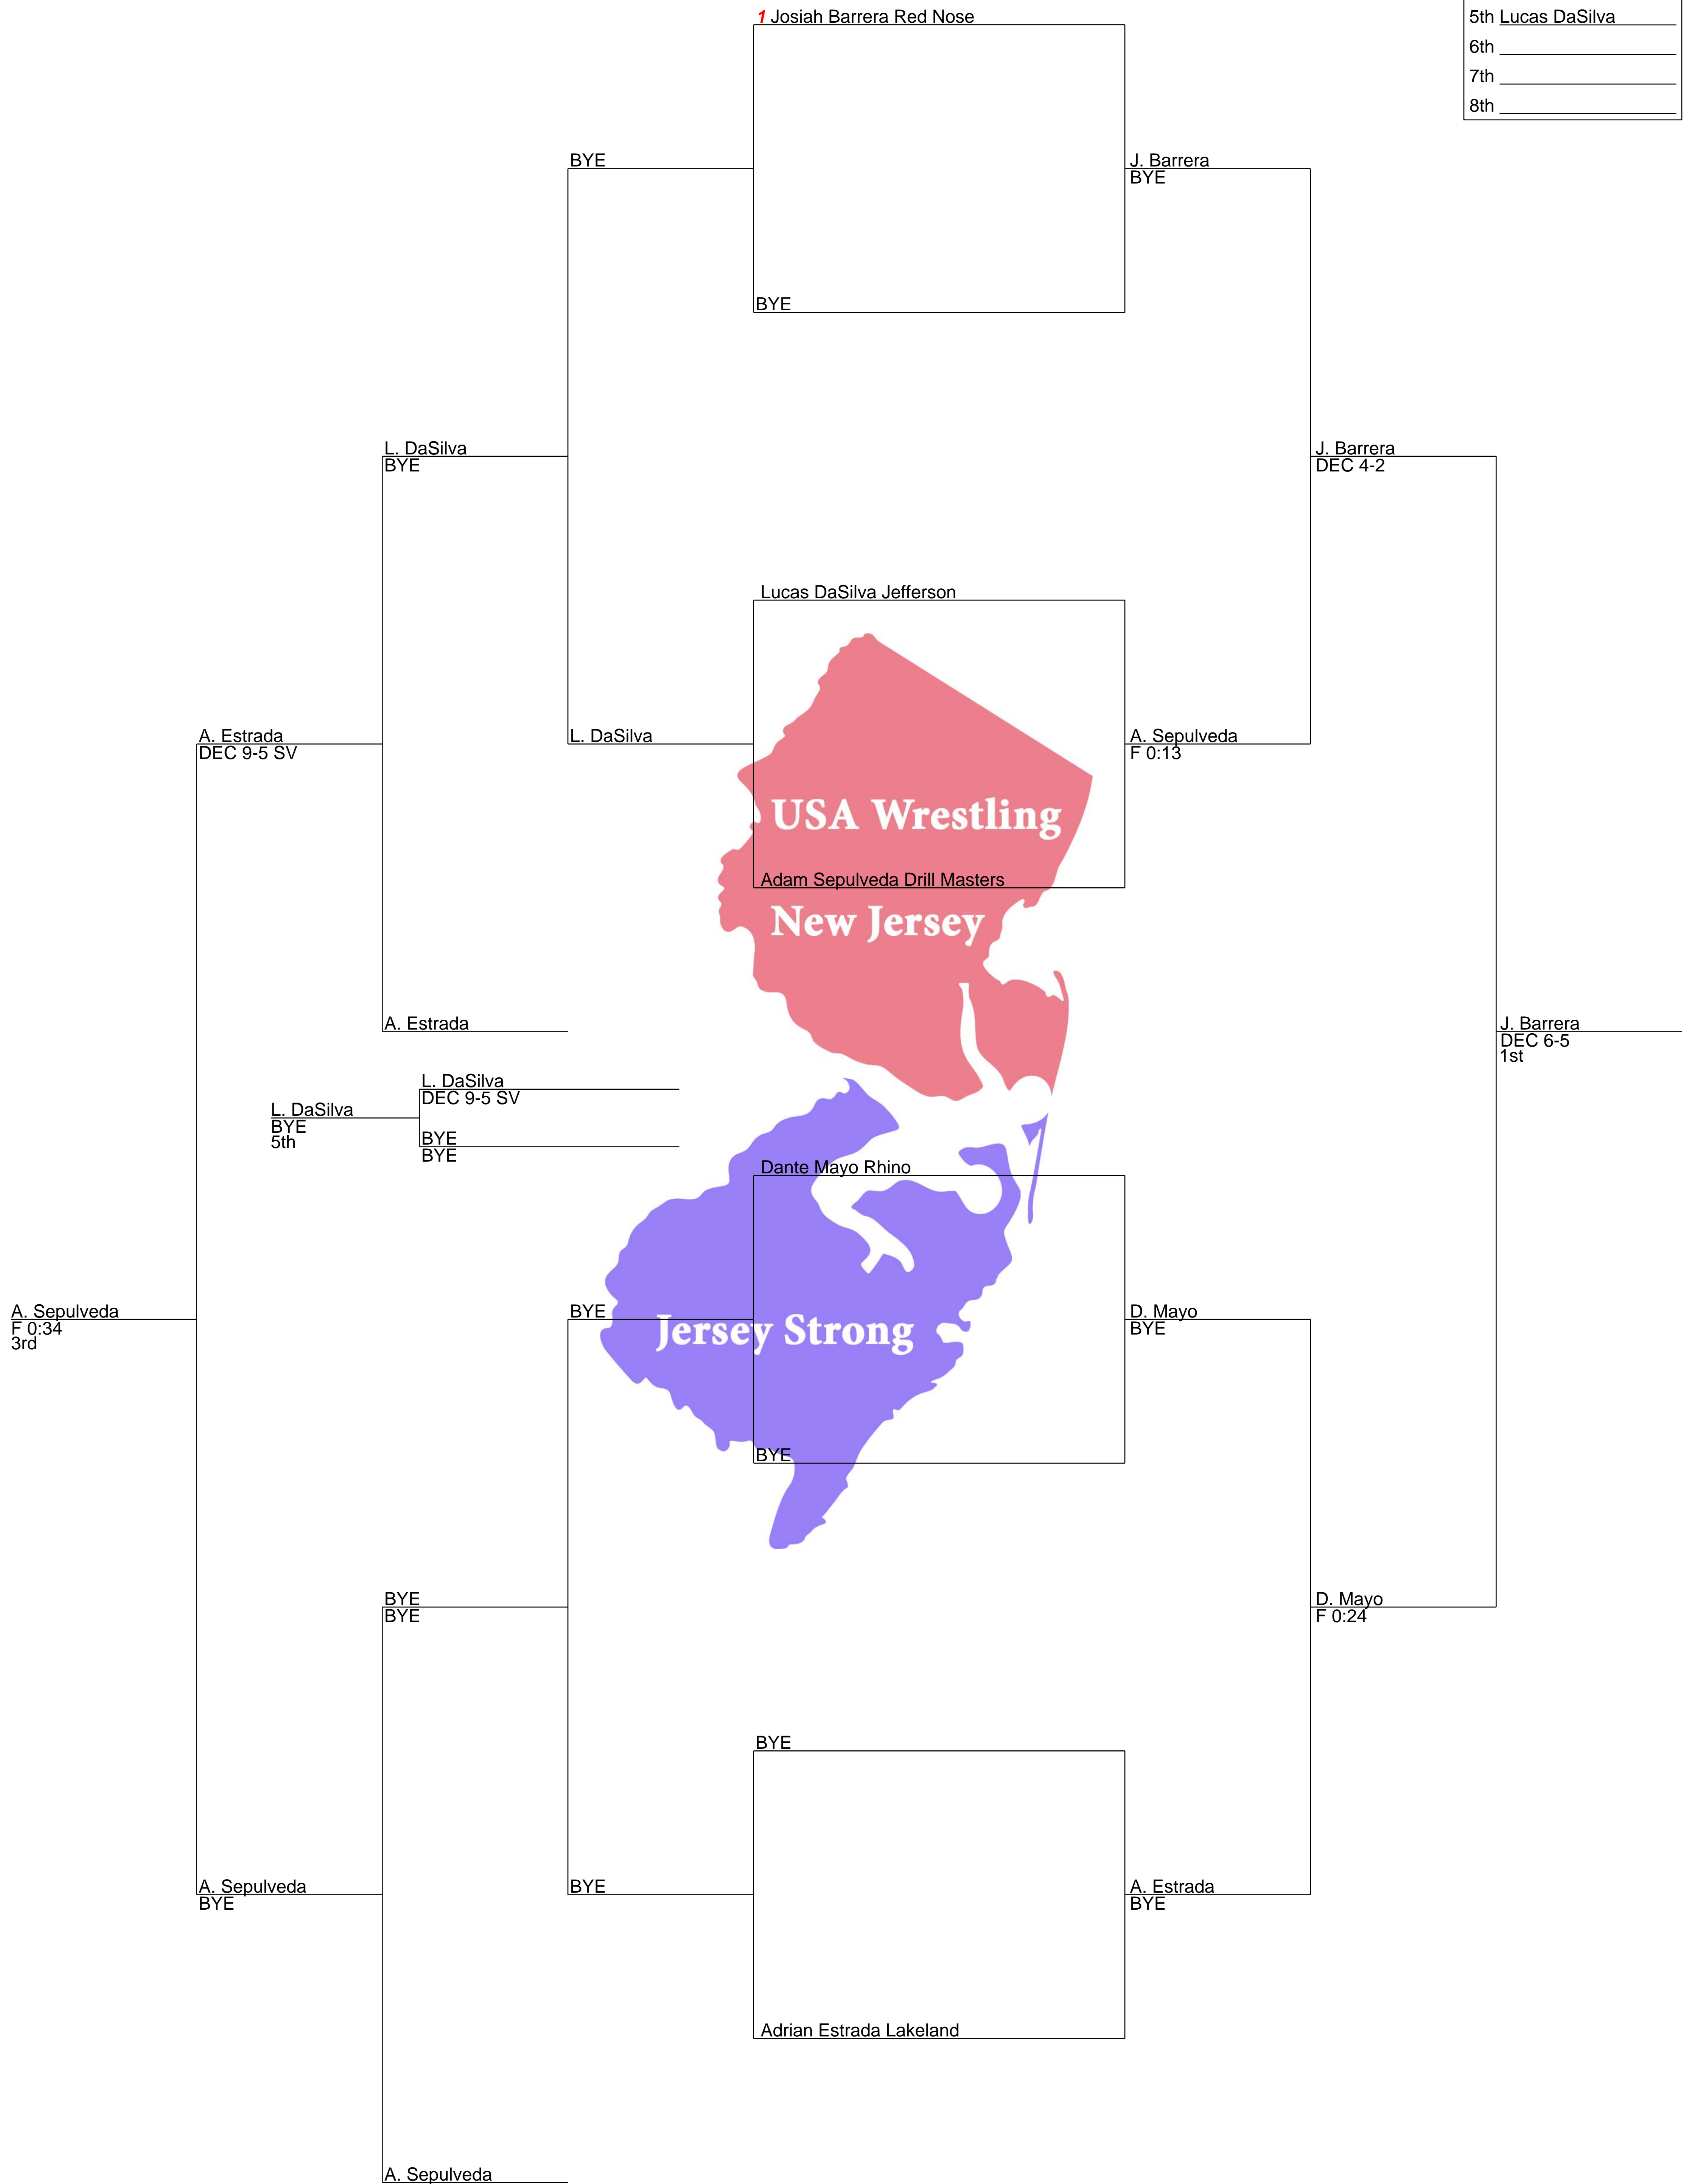 1 Josiah Barrera Red Nose
5th Lucas DaSilva
6th
7th
8th
BYE
J. Barrera
BYE
BYE
L. DaSilva
BYE
J. Barrera
DEC 4-2
Lucas DaSilva Jefferson
A. Estrada
DEC 9-5 SV
L. DaSilva
A. Sepulveda
F 0:13
USA Wrestling
Adam Sepulveda Drill Masters
New Jersey
A. Estrada
J. Barrera
DEC 6-5
1st
L. DaSilva
DEC 9-5 SV
L. DaSilva
BYE
5th
BYE
BYE
Dante Mayo Rhino
A. Sepulveda
F 0:34
3rd
BYE
Jersey Strong
D. Mayo
BYE
BYE
BYE
BYE
D. Mayo
F 0:24
BYE
A. Sepulveda
BYE
BYE
A. Estrada
BYE
Adrian Estrada Lakeland
A. Sepulveda